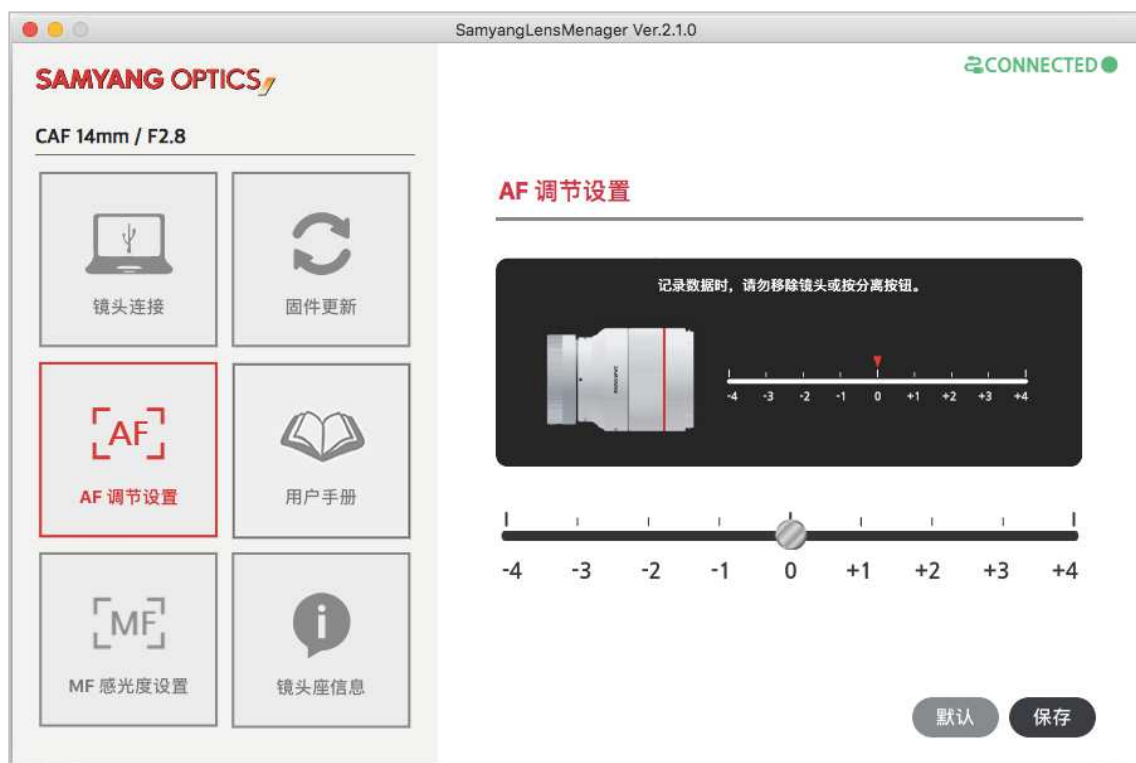 SamyangLensMenager Ver.2.1.0
SAMYANG OPTICS
CONNECTED
CAF 14mm / F2.8
镜头连接
固件更新
AF
AF 调节设置
用户手册
MF
MF 感光度设置
i
镜头座信息
AF 调节设置
记录数据时，请勿移除镜头或按分离按钮。
SAMYANG
-4 -3 -2 -1 0 +1 +2 +3 +4
-4 -3 -2 -1 0 +1 +2 +3 +4
默认 保存